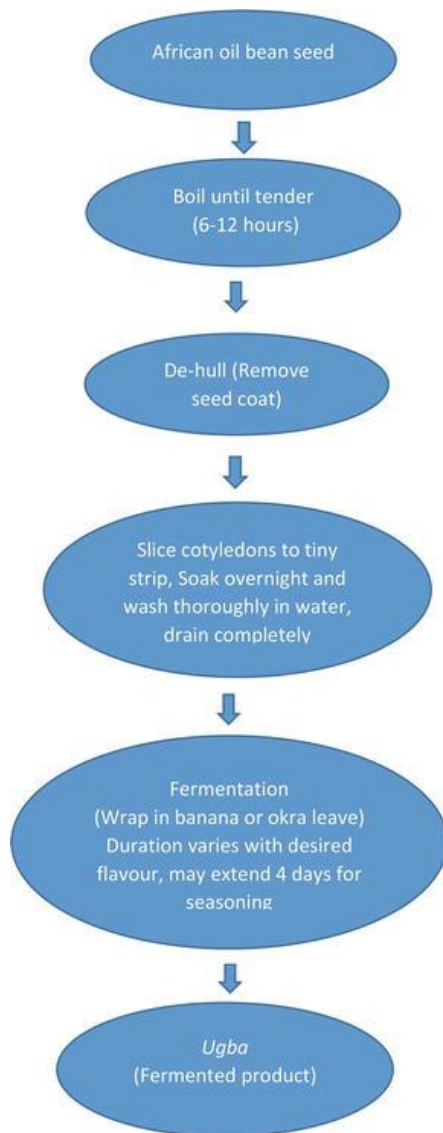 African oil bean seed
Boil until tender
(6-12 hours)
De-hull (Remove
seed coat)
Slice cotyledons to tiny
strip, Soak overnight and
wash thoroughly in water,
drain completely
Fermentation
(Wrap in banana or okra leave)
Duration varies with desired
flavour, may extend 4 days for
seasoning
Ugba
(Fermented product)